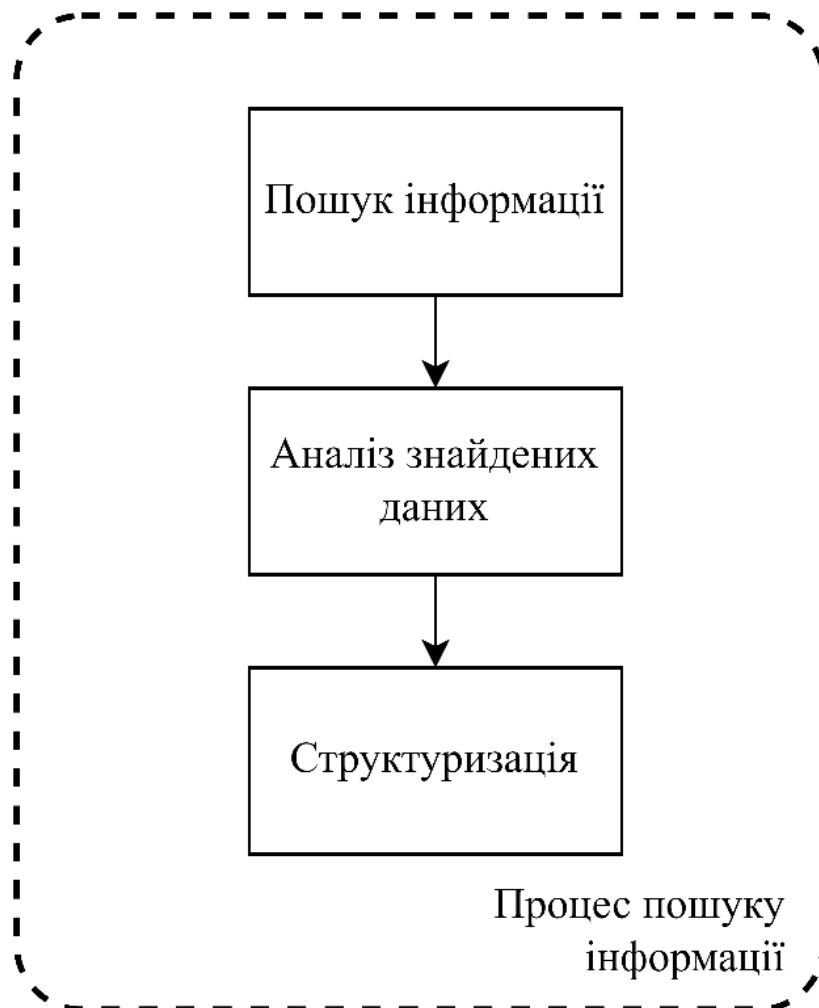 Пошук інформації
Аналіз знайдених
даних
Структуризація
Процес пошуку
інформації